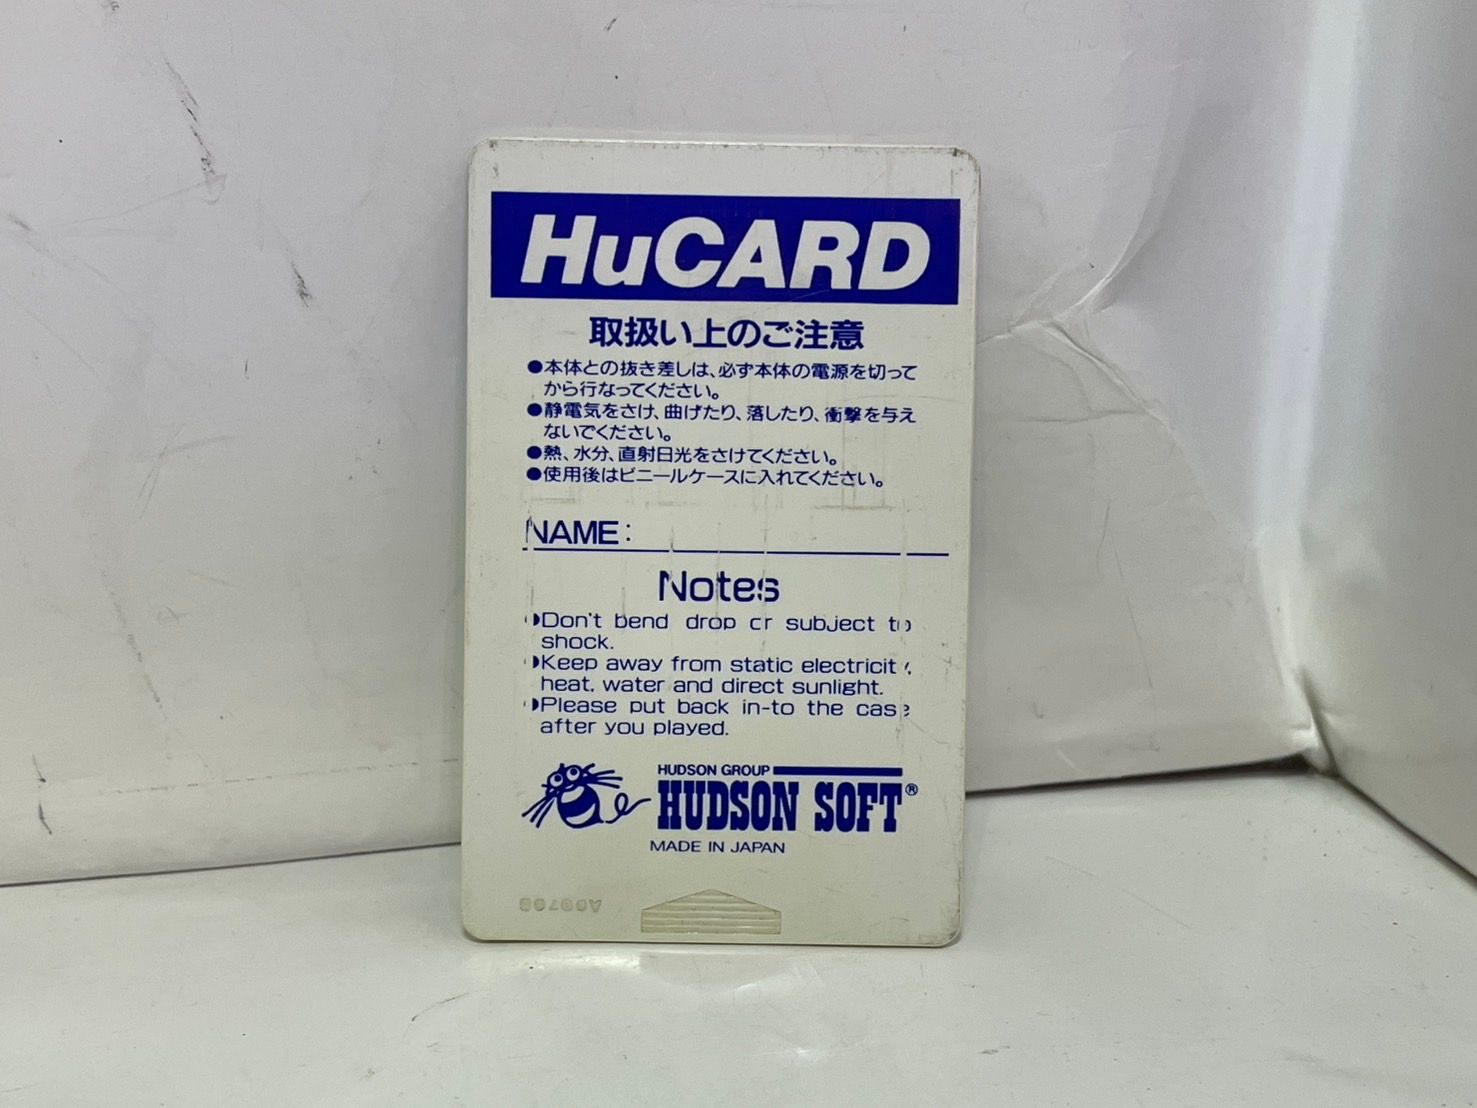 HuCARD
取扱い上のご注意
●本体との抜き差しは、必ず本体の電源を切って
から行なってください。
●静電気をさけ、曲げたり、落したり、衝撃を与え
ないでください。
●熱、水分、直射日光をさけてください。
●使用後はビニールケースに入れてください。
NAME:
Notes
●Don't bend drop or subject to
shock.
●Keep away from static electricity,
heat, water and direct sunlight.
●Please put back in-to the case
after you played.
HUDSON GROUP
HUDSON SOFT®
MADE IN JAPAN